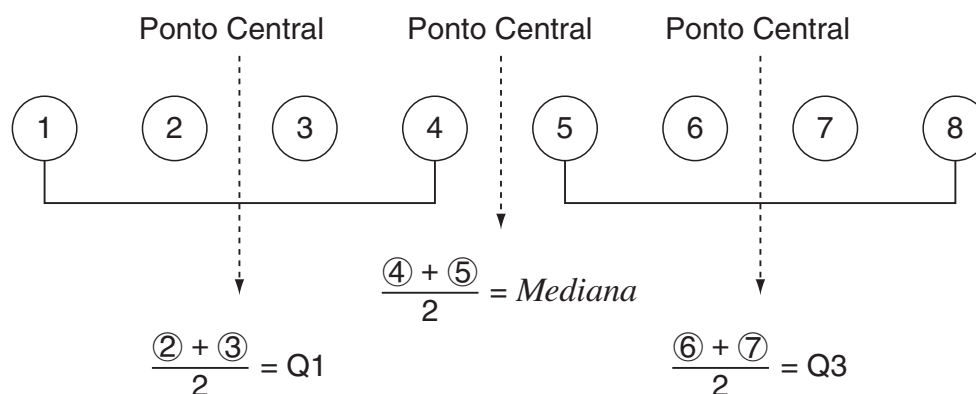 Ponto Central Ponto Central Ponto Central
1 2 3 4 5 6 7 8
④ + ⑤
2
= Mediana
② + ③
2
= Q1
⑥ + ⑦
2
= Q3